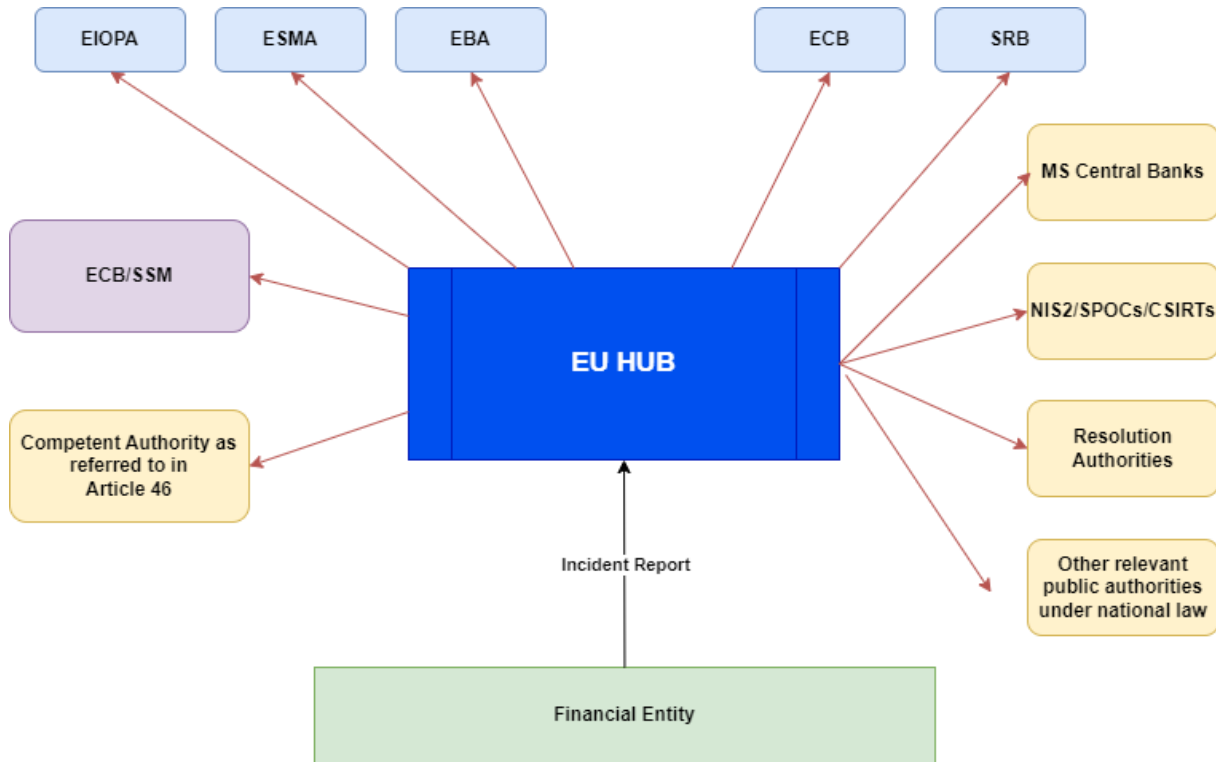 EIOPA
ESMA
EBA
ECB
SRB
MS Central Banks
ECB/SSM
NIS2/SPOCs/CSIRTs
EU HUB
Competent Authority as
referred to in
Article 46
Resolution
Authorities
Incident Report
Other relevant
public authorities
under national law
Financial Entity